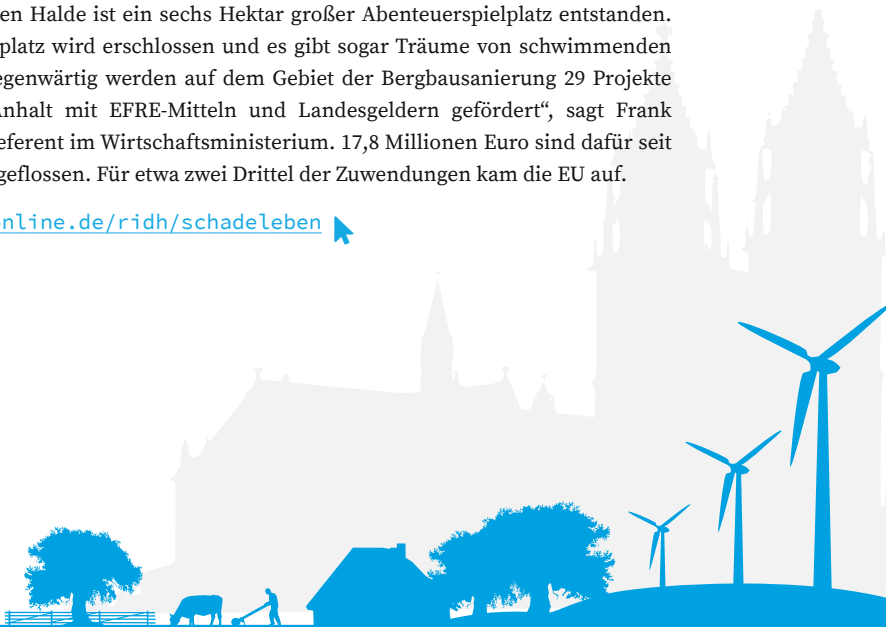 en Halde ist ein sechs Hektar großer Abenteuerspielplatz entstanden.
platz wird erschlossen und es gibt sogar Träume von schwimmenden
egenwärtig werden auf dem Gebiet der Bergbausanierung 29 Projekte
nhalt mit EFRE-Mitteln und Landesgeldern gefördert“, sagt Frank
eferent im Wirtschaftsministerium. 17,8 Millionen Euro sind dafür seit
geflossen. Für etwa zwei Drittel der Zuwendungen kam die EU auf.
nline.de/ridh/schadeleben